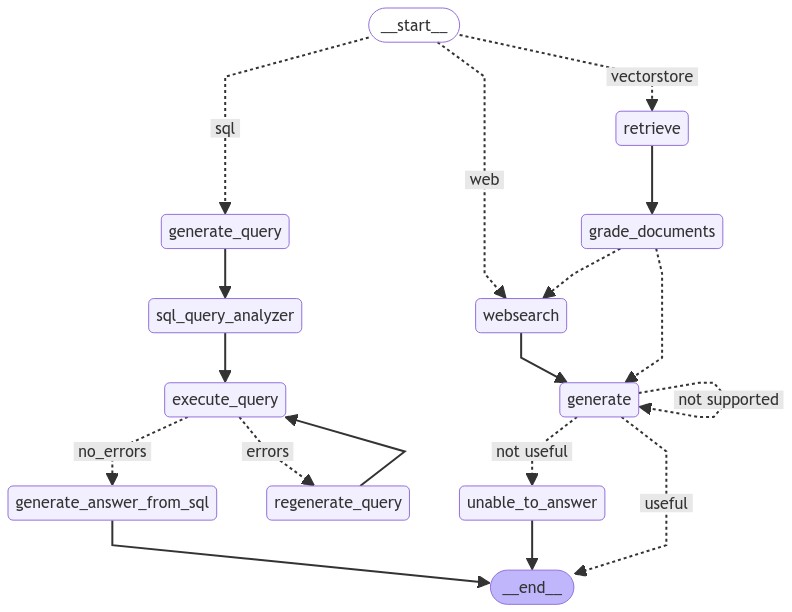 __start__
vectorstore
sql
retrieve
web
generate_query
grade_documents
sql_query_analyzer
websearch
execute_query
generate
not supported
no_errors
errors
not useful
generate_answer_from_sql
regenerate_query
unable_to_answer
useful
__end__